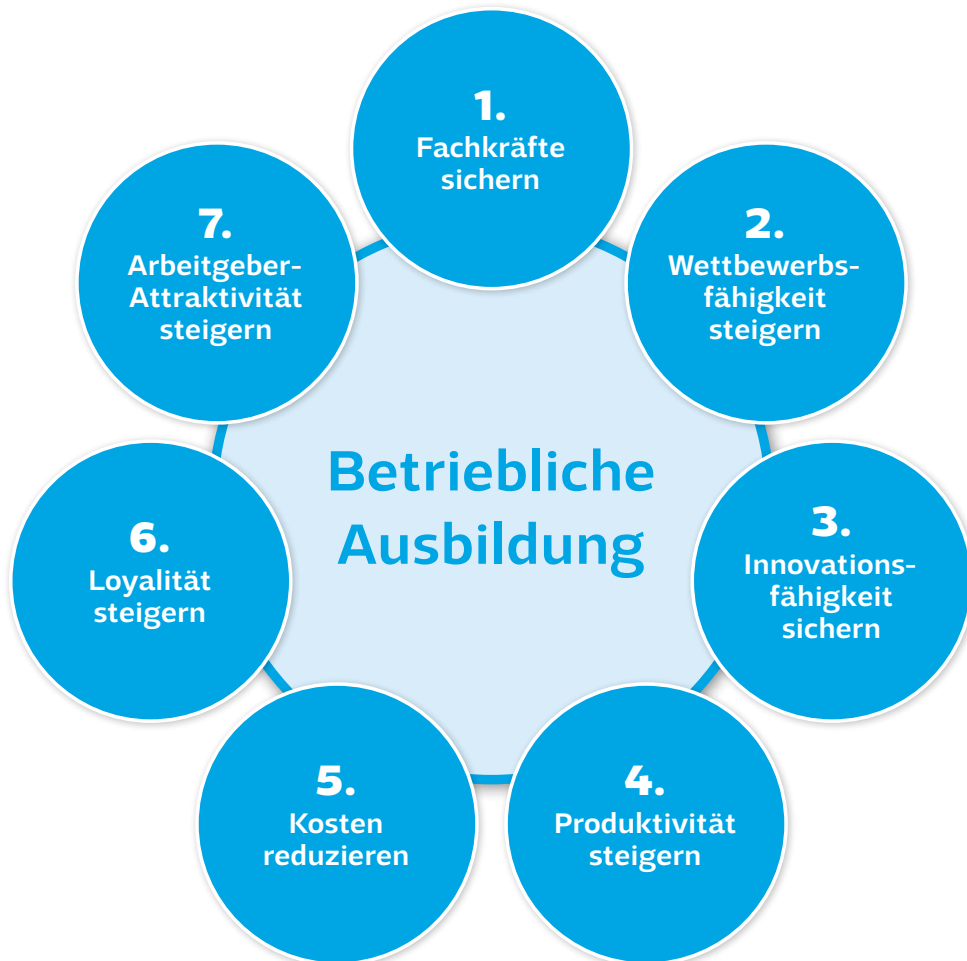 1.
Fachkräfte
sichern
2.
Wettbewerbs-
fähigkeit
steigern
3.
Innovations-
fähigkeit
sichern
4.
Produktivität
steigern
5.
Kosten
reduzieren
6.
Loyalität
steigern
7.
Arbeitgeber-
Attraktivität
steigern
Betriebliche
Ausbildung